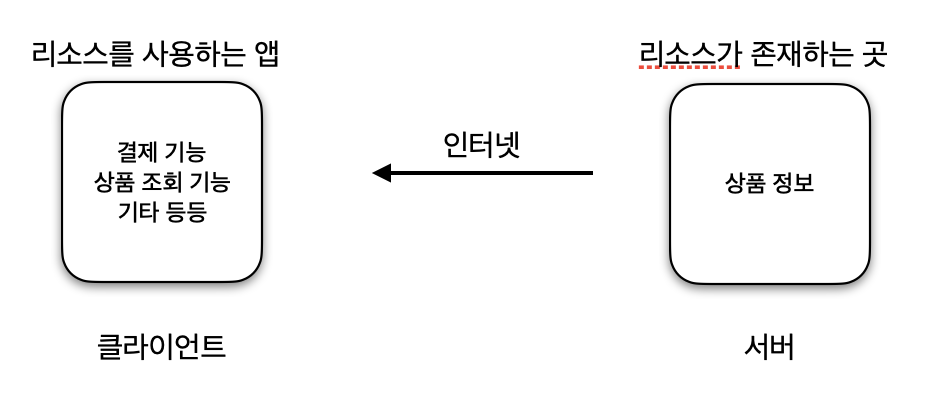 리소스를 사용하는 앱
리소스가 존재하는 곳
결제 기능
상품 조회 기능
기타 등등
인터넷
상품 정보
클라이언트
서버